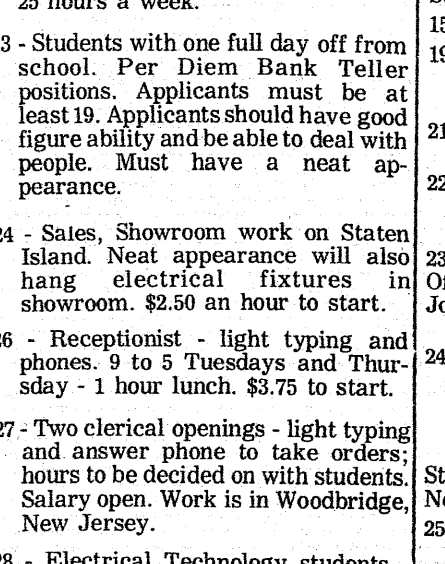 25 hours a week.
3 - Students with one full day off from
school. Per Diem Bank Teller
positions. Applicants must be at
least 19. Applicants should have good
figure ability and be able to deal with
people. Must have a neat ap-
pearance.
24 - Sales, Showroom work on Staten
Island. Neat appearance will also
hang electrical fixtures in
showroom. $2.50 an hour to start.
26 - Receptionist - light typing and
phones. 9 to 5 Tuesdays and Thur-
sday - 1 hour lunch. $3.75 to start.
27 - Two clerical openings - light typing
and answer phone to take orders;
hours to be decided on with students.
Salary open. Work is in Woodbridge,
New Jersey.
28 - Electrical Technology students
15
19
21
22
23
Of
Jo
24
St
Ne
25